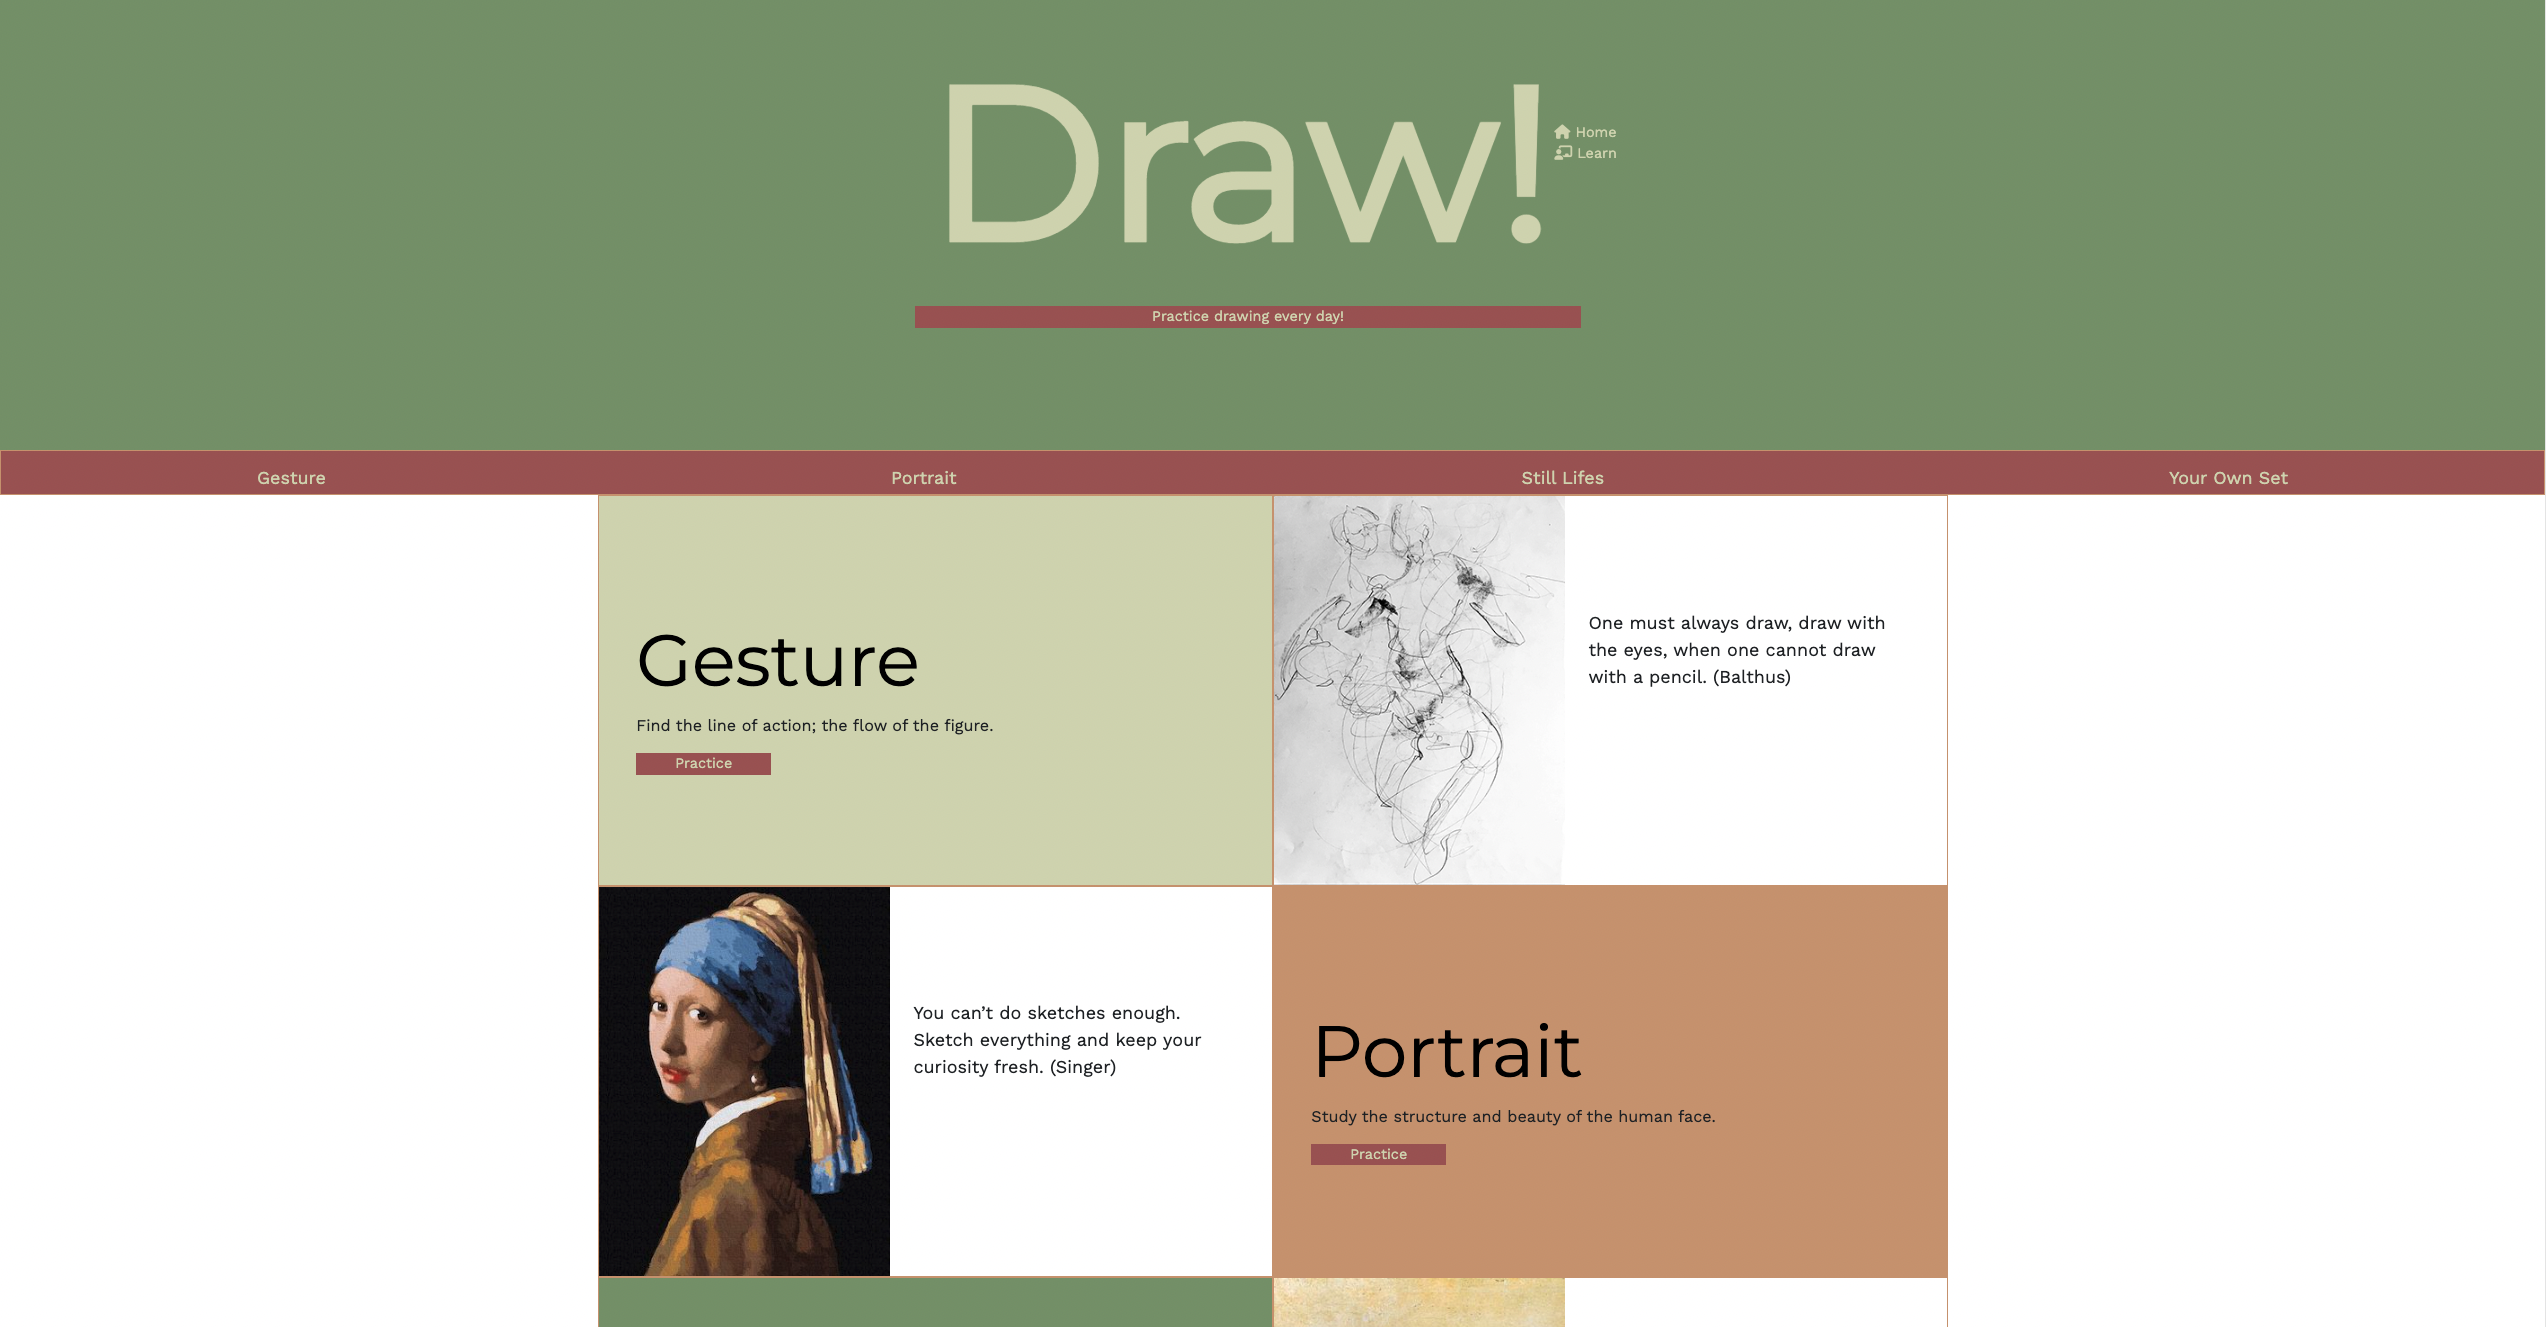 Draw!
Home
Learn
Practice drawing every day!
Gesture
Portrait
Still Lifes
Your Own Set
Gesture
Find the line of action; the flow of the figure.
Practice
One must always draw, draw with
the eyes, when one cannot draw
with a pencil. (Balthus)
You can’t do sketches enough.
Sketch everything and keep your
curiosity fresh. (Singer)
Portrait
Study the structure and beauty of the human face.
Practice